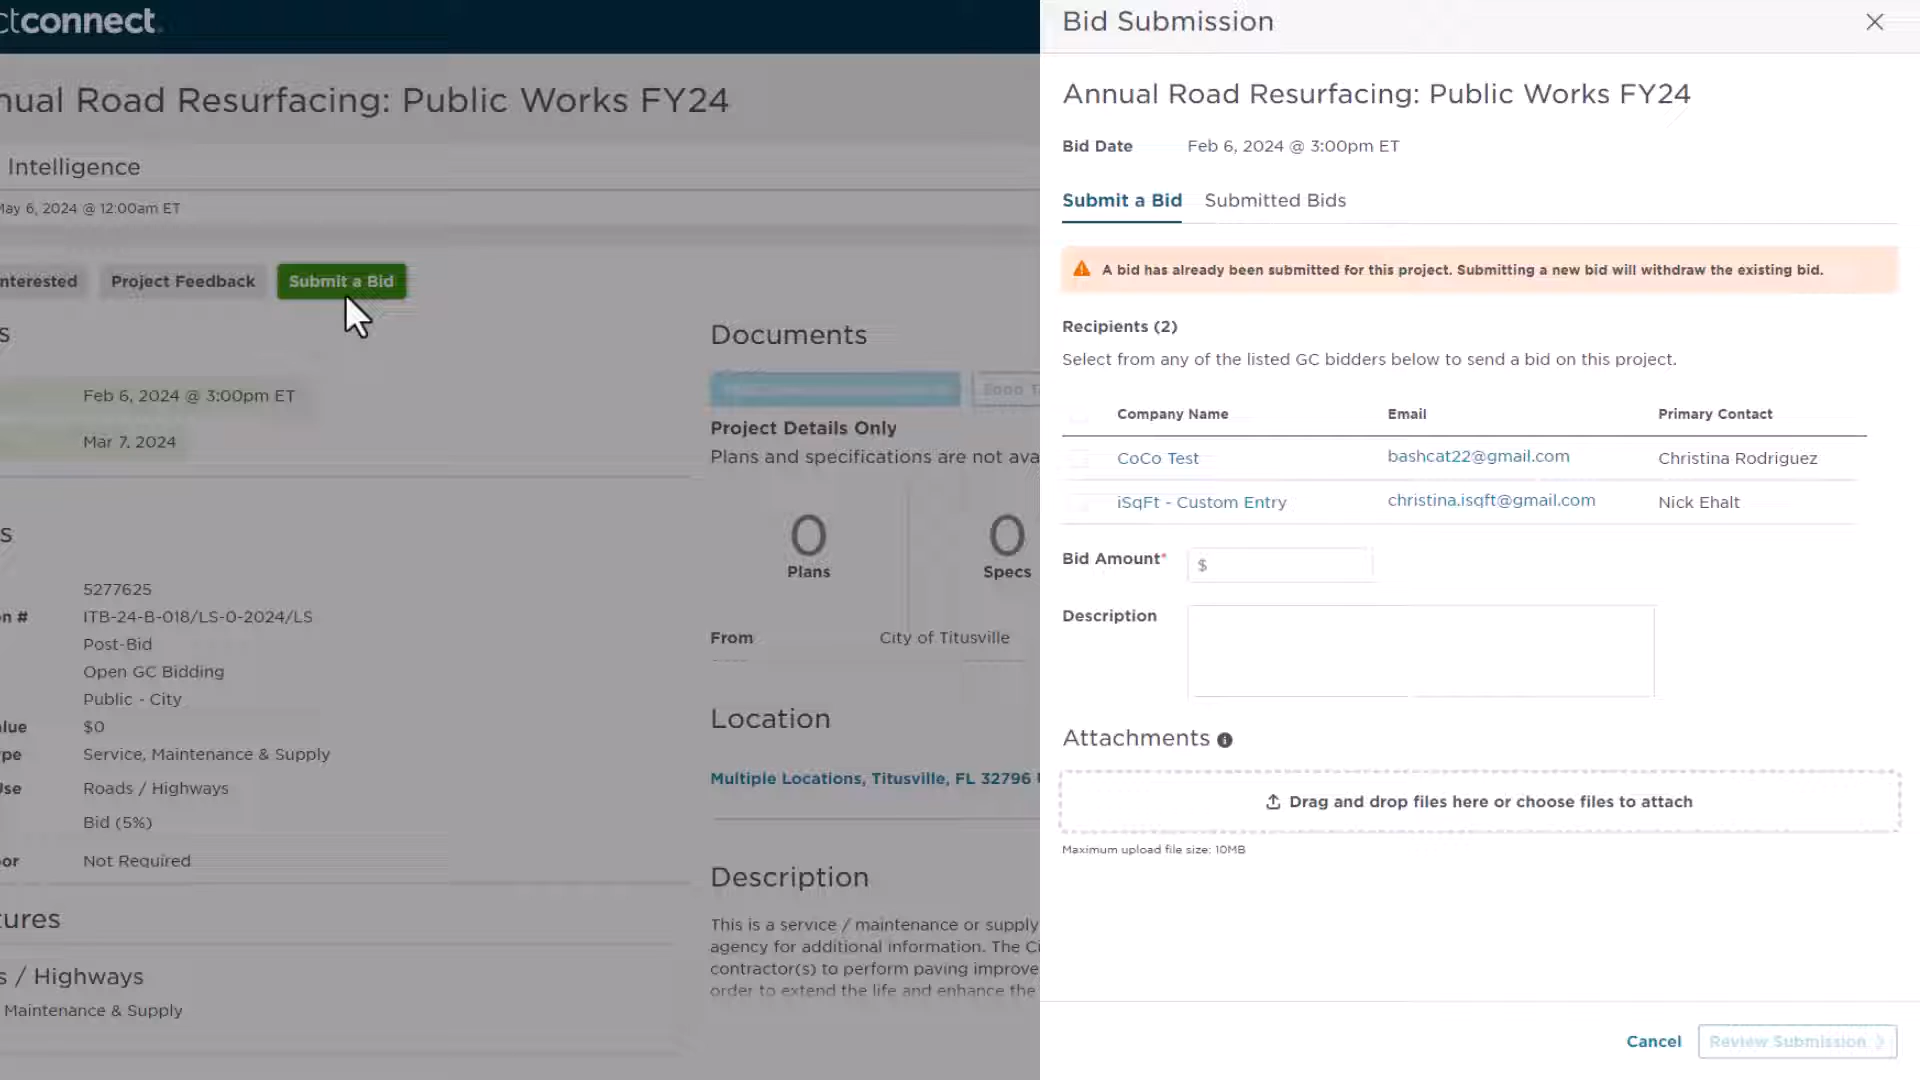 ctconnect
nual Road Resurfacing: Public Works FY24
Intelligence
May 6, 2024 @ 12:00am ET
nterested
Project Feedback
Submit a Bid
s
Feb 6, 2024 @ 3:00pm ET
Mar 7, 2024
s
5277625
on # ITB-24-B-018/LS-0-2024/LS
Post-Bid
Open GC Bidding
Public - City
lue $0
pe Service, Maintenance & Supply
Use Roads / Highways
Bid (5%)
or Not Required
tures
s / Highways
Maintenance & Supply
Documents
Project Details Only
Plans and specifications are not ava
0 Plans
0 Specs
From City of Titusville
Location
Multiple Locations, Titusville, FL 32796
Description
This is a service / maintenance or supply
agency for additional information. The Ci
contractor(s) to perform paving improve
order to extend the life and enhance the
Bid Submission
Annual Road Resurfacing: Public Works FY24
Bid Date Feb 6, 2024 @ 3:00pm ET
Submit a Bid Submitted Bids
A bid has already been submitted for this project. Submitting a new bid will withdraw the existing bid.
Recipients (2)
Select from any of the listed GC bidders below to send a bid on this project.
Company Name Email Primary Contact
CoCo Test bashcat22@gmail.com Christina Rodriguez
iSqFt - Custom Entry christina.isqft@gmail.com Nick Ehalt
Bid Amount* $
Description
Attachments
Drag and drop files here or choose files to attach
Maximum upload file size: 10MB
Cancel Review Submission